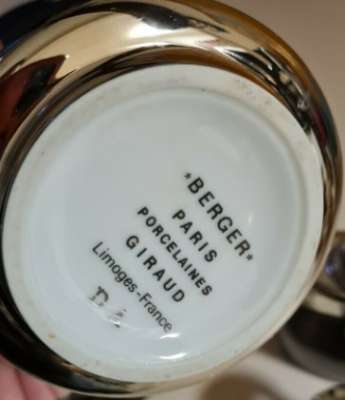 *BERGER*
PARIS
PORCELAINES
GIRAUD
Limoges-France